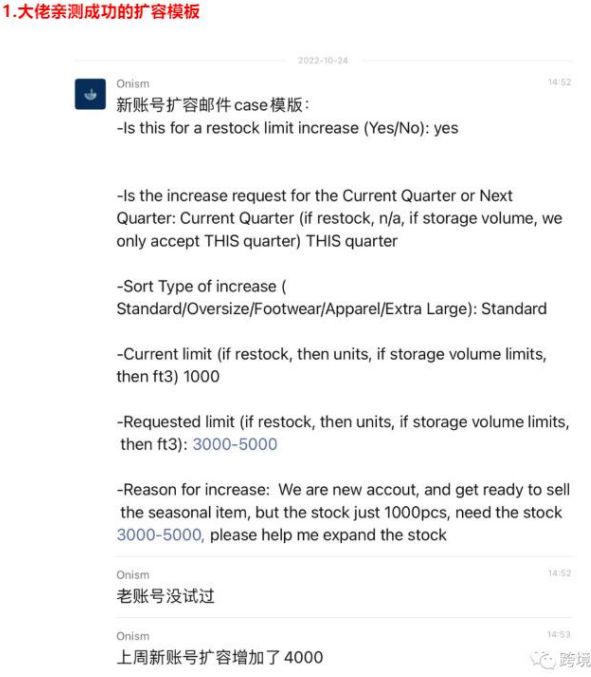 1.大佬亲测成功的扩容模板
2022-10-24
Onism
14:52
新账号扩容邮件case模版：
-Is this for a restock limit increase (Yes/No): yes
-Is the increase request for the Current Quarter or Next
Quarter: Current Quarter (if restock, n/a, if storage volume, we
only accept THIS quarter) THIS quarter
-Sort Type of increase (
Standard/Oversize/Footwear/Apparel/Extra Large): Standard
-Current limit (if restock, then units, if storage volume limits,
then ft3) 1000
-Requested limit (if restock, then units, if storage volume limits,
then ft3): 3000-5000
-Reason for increase:  We are new accout, and get ready to sell
the seasonal item, but the stock just 1000pcs, need the stock
3000-5000, please help me expand the stock
Onism
14:52
老账号没试过
Onism
14:53
上周新账号扩容增加了4000
跨境